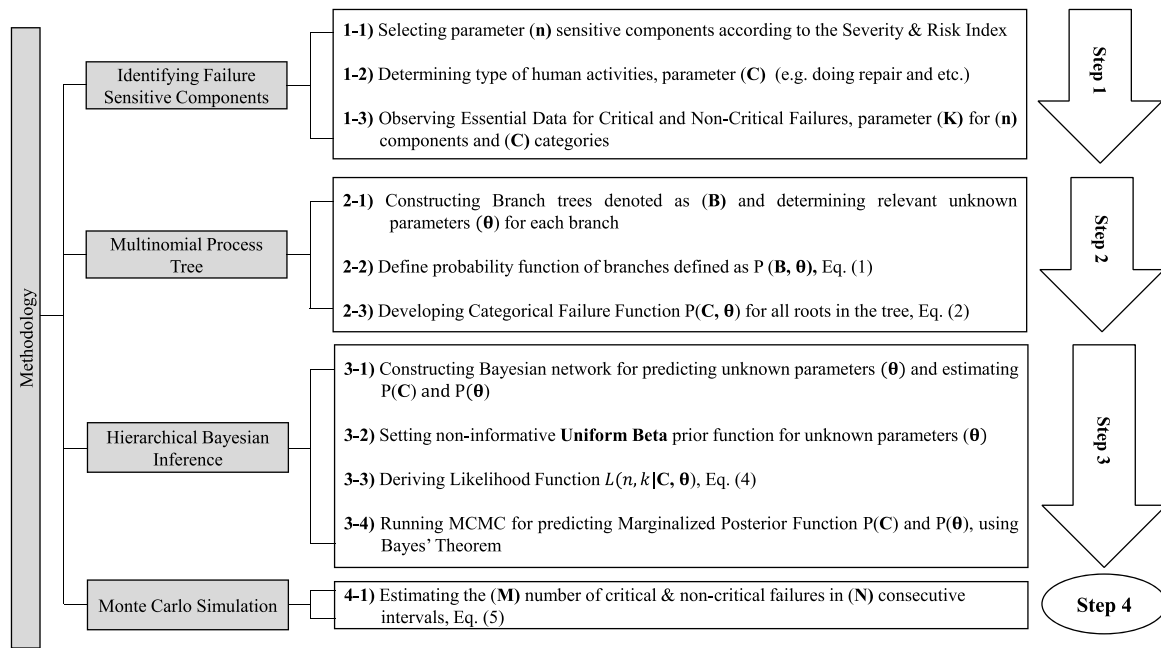 Methodology
Identifying Failure
Sensitive Components
1-1) Selecting parameter (n) sensitive components according to the Severity & Risk Index
1-2) Determining type of human activities, parameter (C) (e.g. doing repair and etc.)
1-3) Observing Essential Data for Critical and Non-Critical Failures, parameter (K) for (n)
components and (C) categories
Step 1
Multinomial Process
Tree
2-1) Constructing Branch trees denoted as (B) and determining relevant unknown
parameters (θ) for each branch
2-2) Define probability function of branches defined as P (B, θ), Eq. (1)
2-3) Developing Categorical Failure Function P(C, θ) for all roots in the tree, Eq. (2)
Step 2
Hierarchical Bayesian
Inference
3-1) Constructing Bayesian network for predicting unknown parameters (θ) and estimating
P(C) and P(θ)
3-2) Setting non-informative Uniform Beta prior function for unknown parameters (θ)
3-3) Deriving Likelihood Function L(n, k|C, θ), Eq. (4)
3-4) Running MCMC for predicting Marginalized Posterior Function P(C) and P(θ), using
Bayes' Theorem
Step 3
Monte Carlo Simulation
4-1) Estimating the (M) number of critical & non-critical failures in (N) consecutive
intervals, Eq. (5)
Step 4